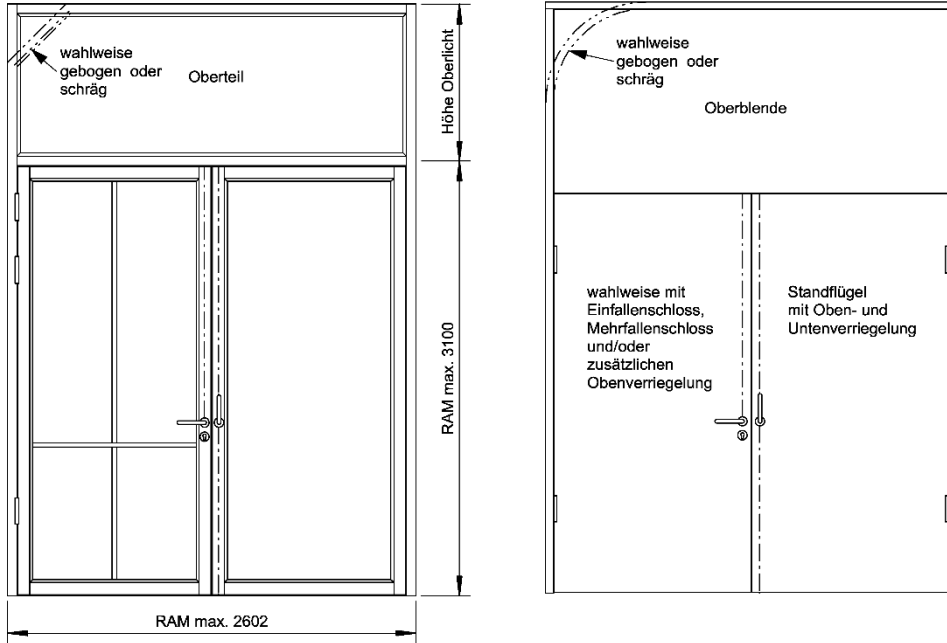 wahlweise
gebogen oder
schräg
Oberteil
Höhe Oberlicht
RAM max. 3100
RAM max. 2602
wahlweise
gebogen oder
schräg
Oberblende
wahlweise mit
Einfallenschloss,
Mehrfallenschloss
und/oder
zusätzlichen
Obenverriegelung
Standflügel
mit Oben- und
Untenverriegelung